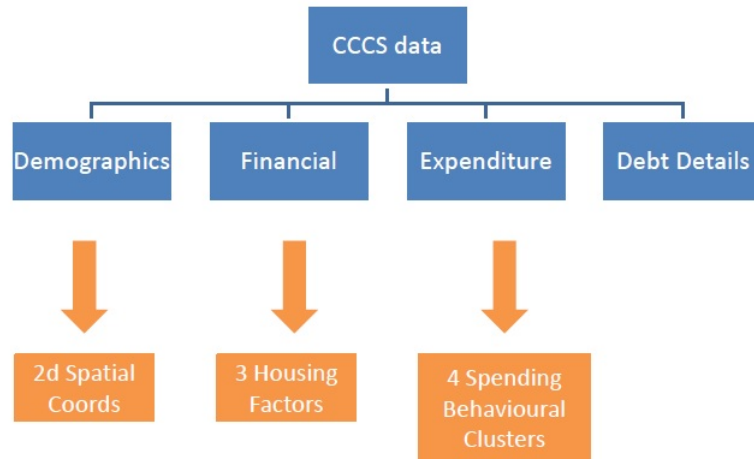 CCCS data
Demographics
Financial
Expenditure
Debt Details
2d Spatial
Coords
3 Housing
Factors
4 Spending
Behavioural
Clusters